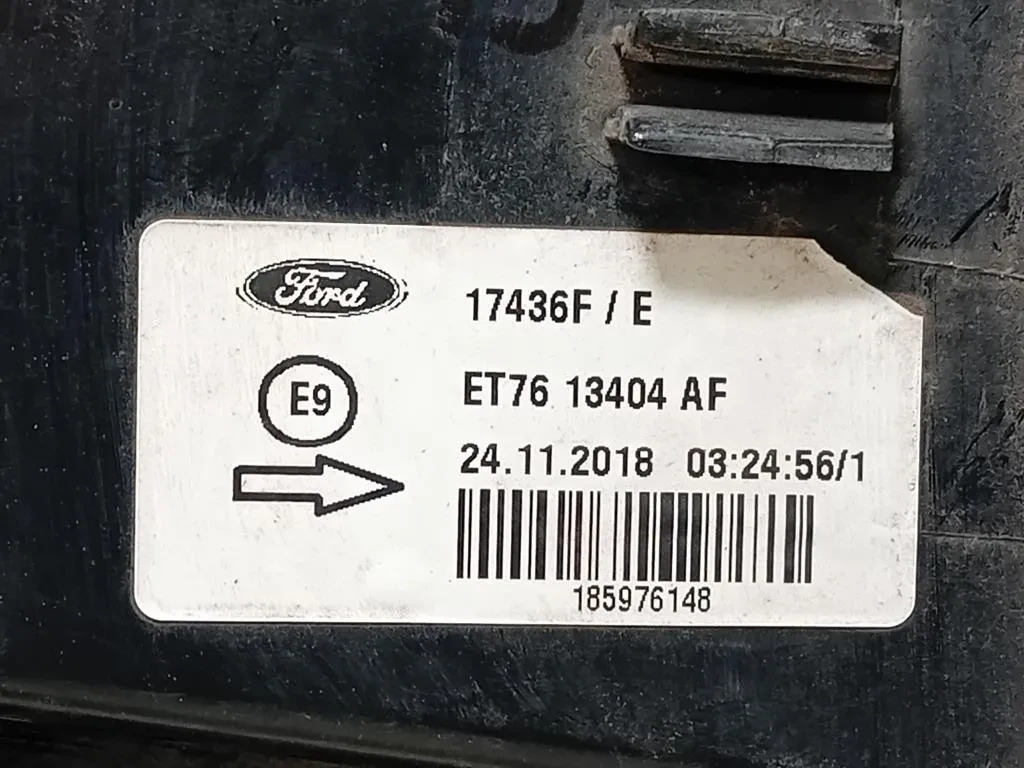 Ford
17436F / E
E9
ET76 13404 AF
24.11.2018 03:24:56/1
185976148